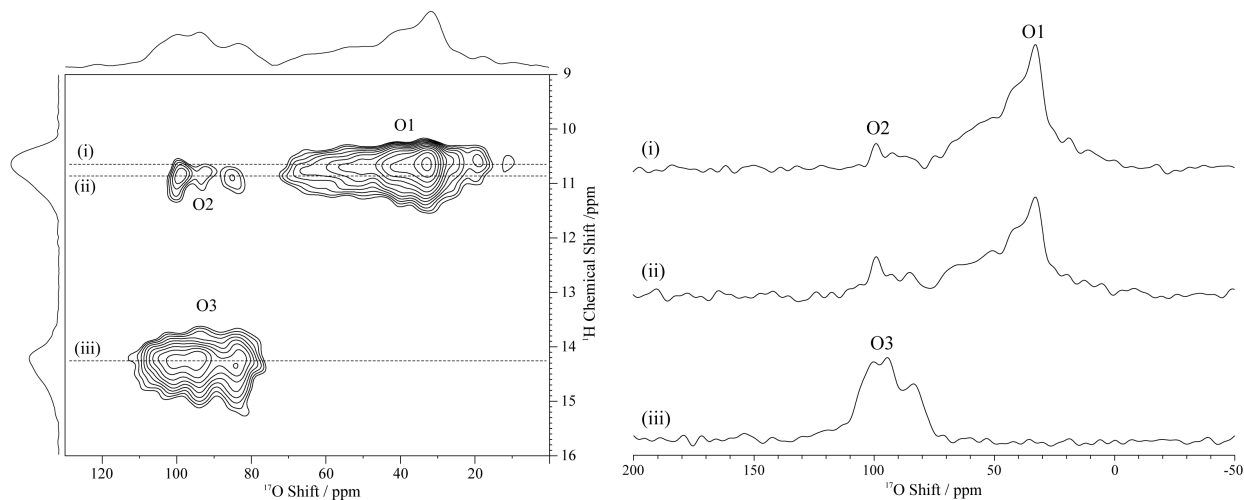 9
10
11
12
13
14
15
16
¹H Chemical Shift /ppm
(i)
(ii)
(iii)
O1
O2
O3
120 100 80 60 40 20
¹⁷O Shift / ppm
(i)
O2
O1
(ii)
O3
(iii)
200 150 100 50 0 -50
¹⁷O Shift / ppm